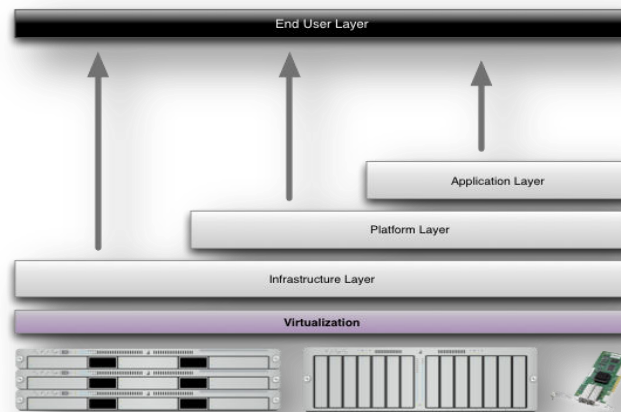 End User Layer
Application Layer
Platform Layer
Infrastructure Layer
Virtualization